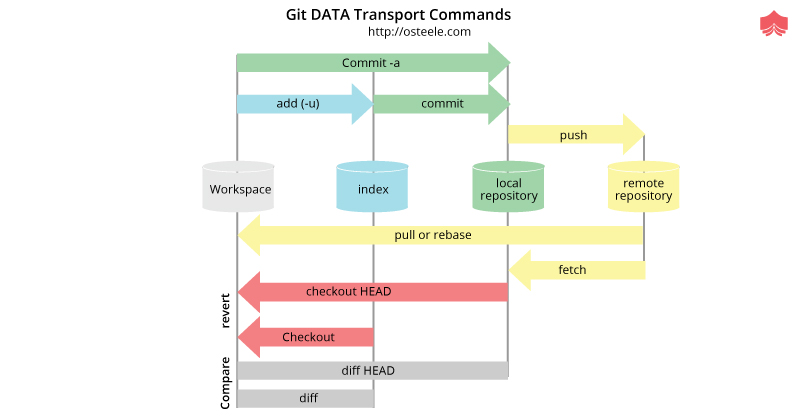 Git DATA Transport Commands
http://osteele.com
Commit -a
add (-u)
commit
push
Workspace
index
local
repository
remote
repository
pull or rebase
fetch
revert
checkout HEAD
Checkout
Compare
diff HEAD
diff